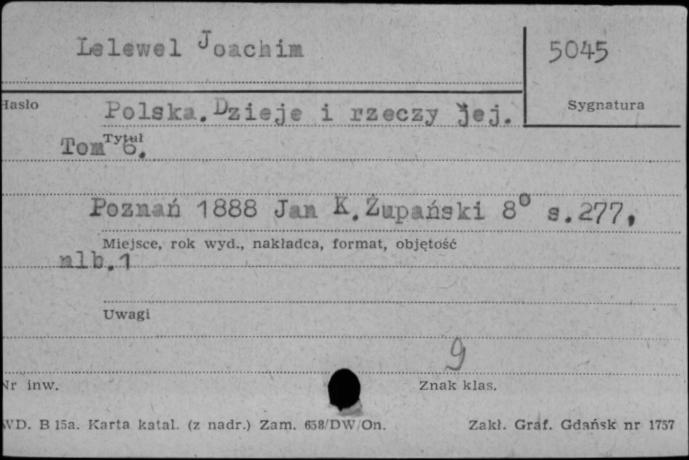 Lelewel Joachim
5045
Hasło
Polska. Dzieje i rzeczy jej.
Sygnatura
Tytuł
Tom 6.
Poznań 1888 Jan K. Żupański 8° s.277,
Miejsce, rok wyd., nakładca, format, objętość
nlb.1
Uwagi
9
Nr inw.
Znak klas.
WD. B 15a. Karta katal. (z nadr.) Zam. 658/DW/On.
Zakł. Graf. Gdańsk nr 1757